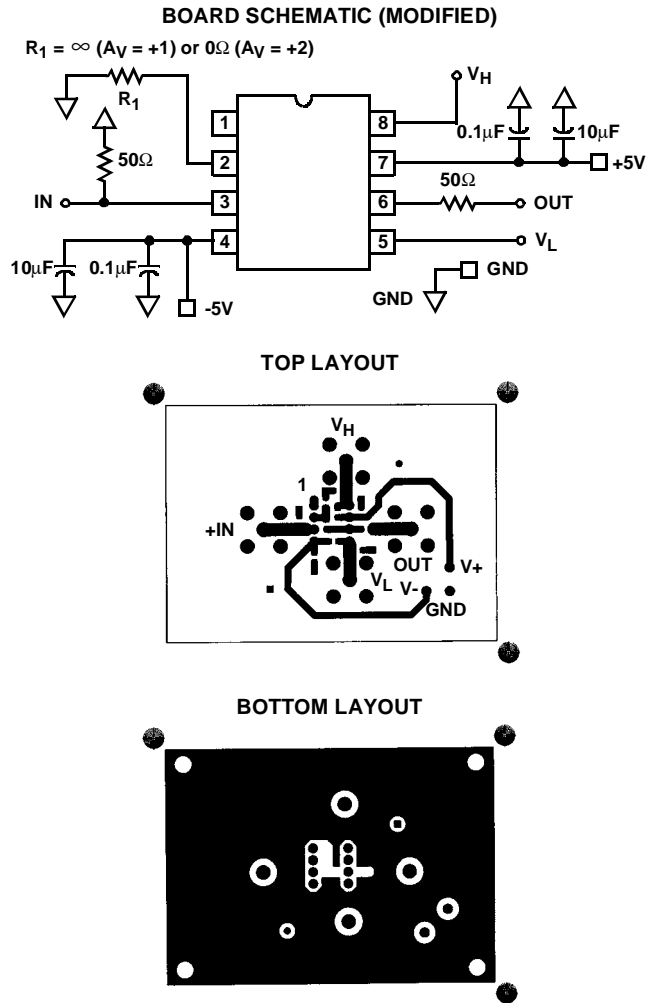 BOARD SCHEMATIC (MODIFIED)
R1 = ∞ (AV = +1) or 0Ω (AV = +2)
R1
VH
1
8
0.1µF
10µF
50Ω
2
7
+5V
50Ω
IN
3
6
OUT
4
5
VL
10µF
0.1µF
GND
GND
-5V
TOP LAYOUT
VH
1
+IN
OUT
V+
VL
V-
GND
BOTTOM LAYOUT